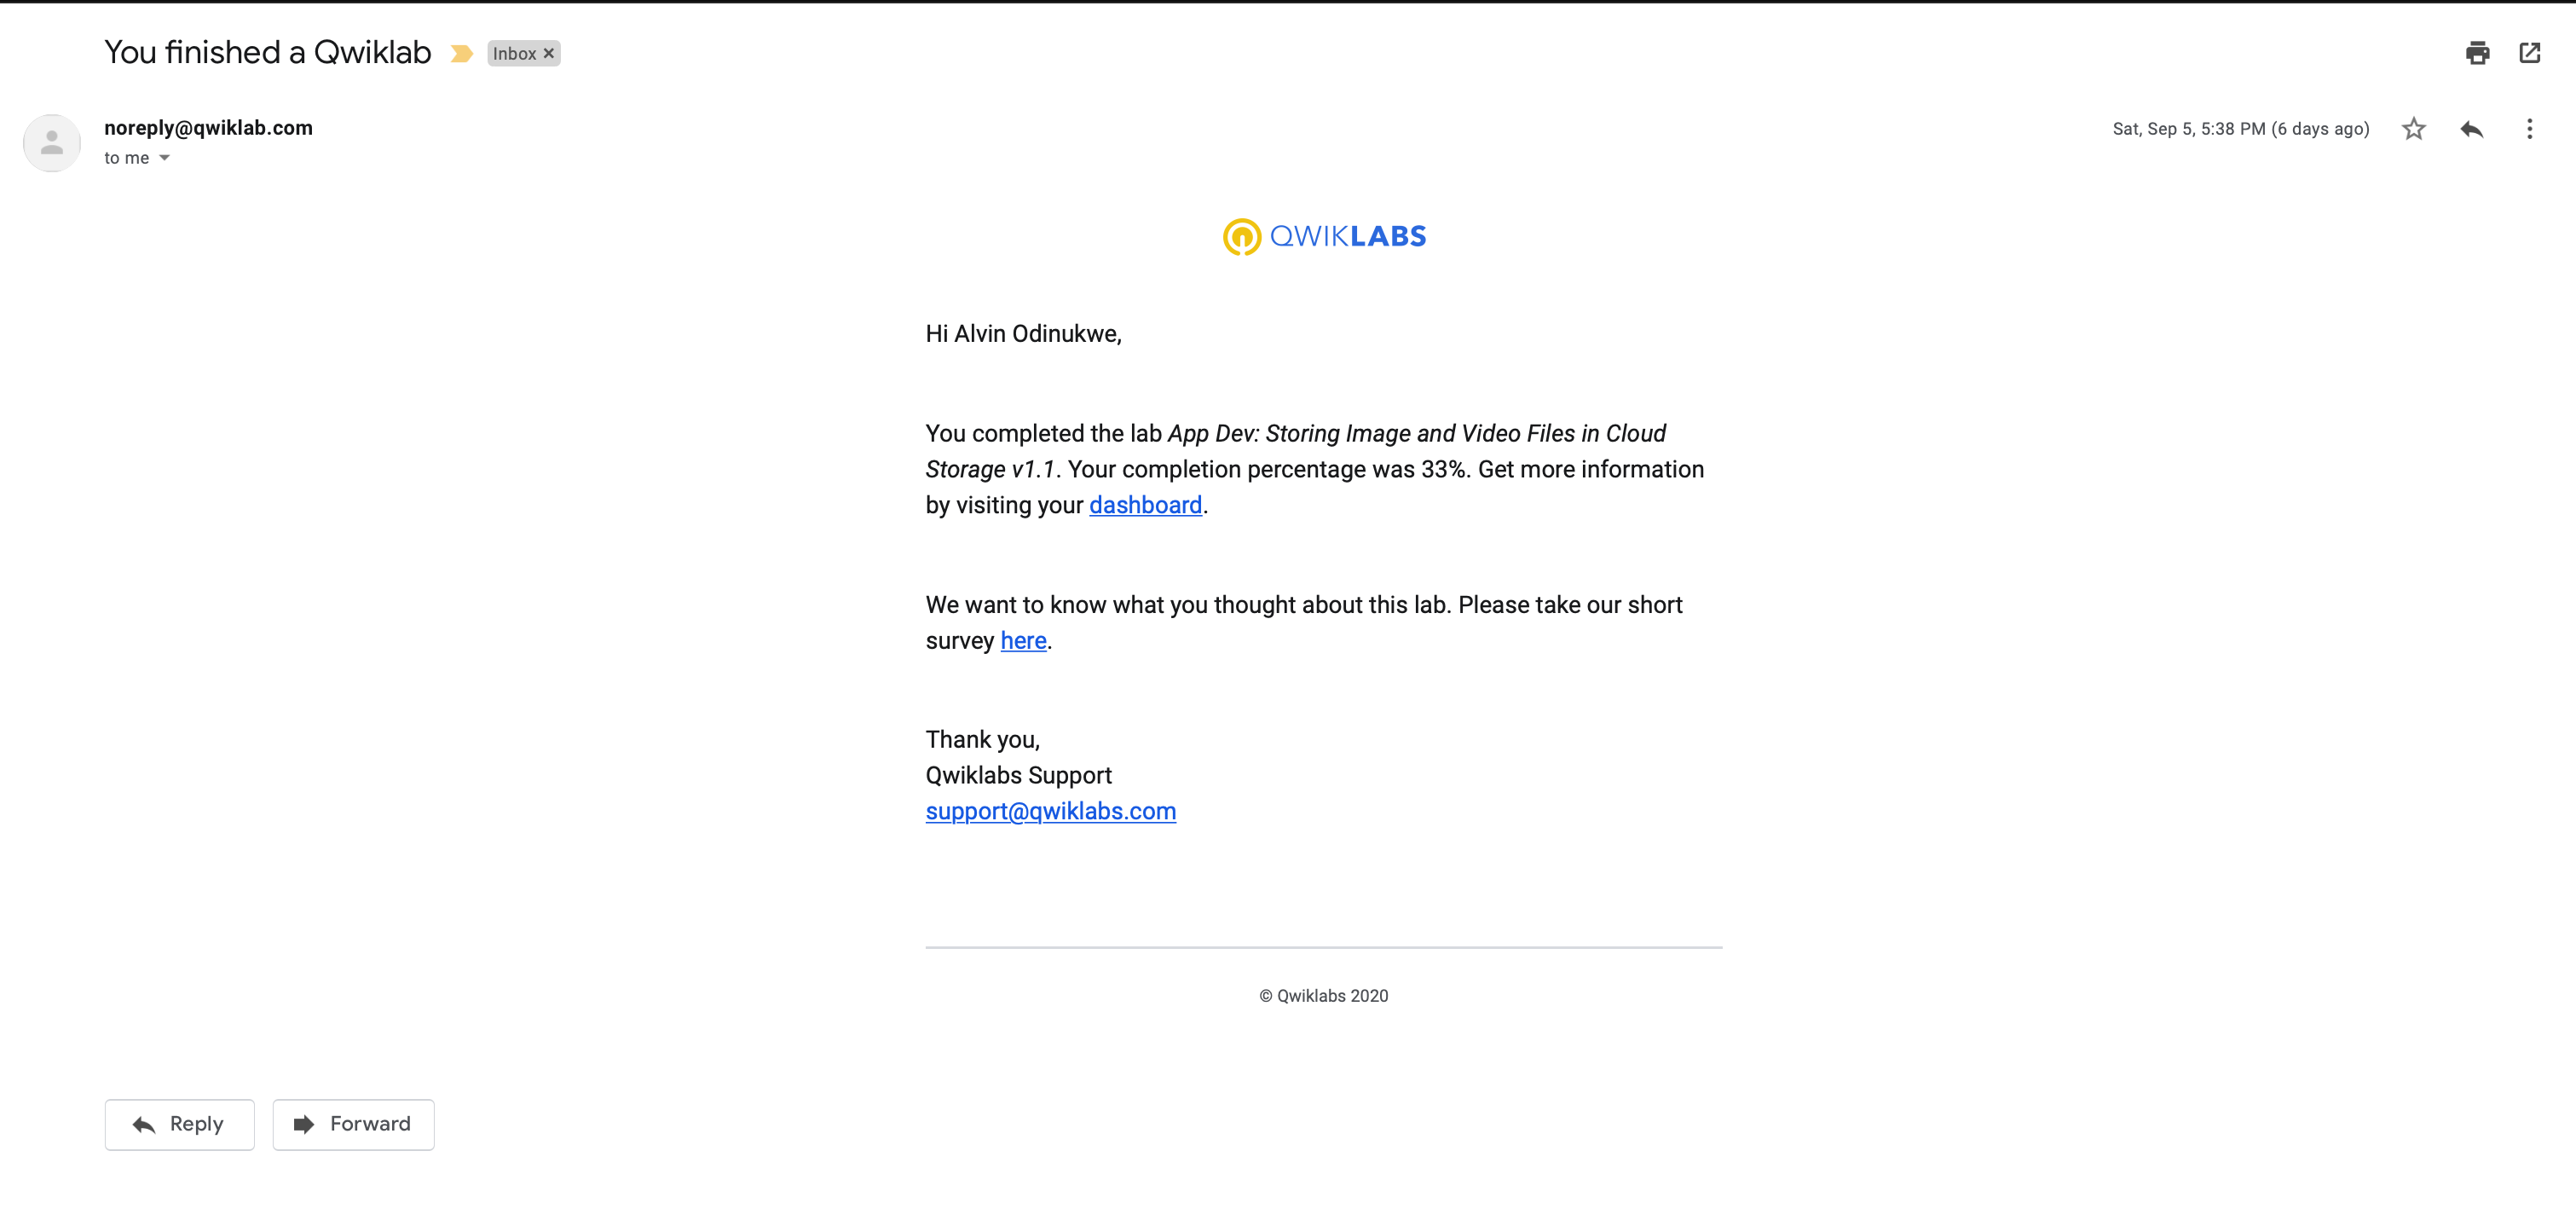 You finished a Qwiklab
Inbox
noreply@qwiklab.com
Sat, Sep 5, 5:38 PM (6 days ago)
to me
QWIKLABS
Hi Alvin Odinukwe,
You completed the lab App Dev: Storing Image and Video Files in Cloud
Storage v1.1. Your completion percentage was 33%. Get more information
by visiting your dashboard.
We want to know what you thought about this lab. Please take our short
survey here.
Thank you,
Qwiklabs Support
support@qwiklabs.com
© Qwiklabs 2020
Reply
Forward